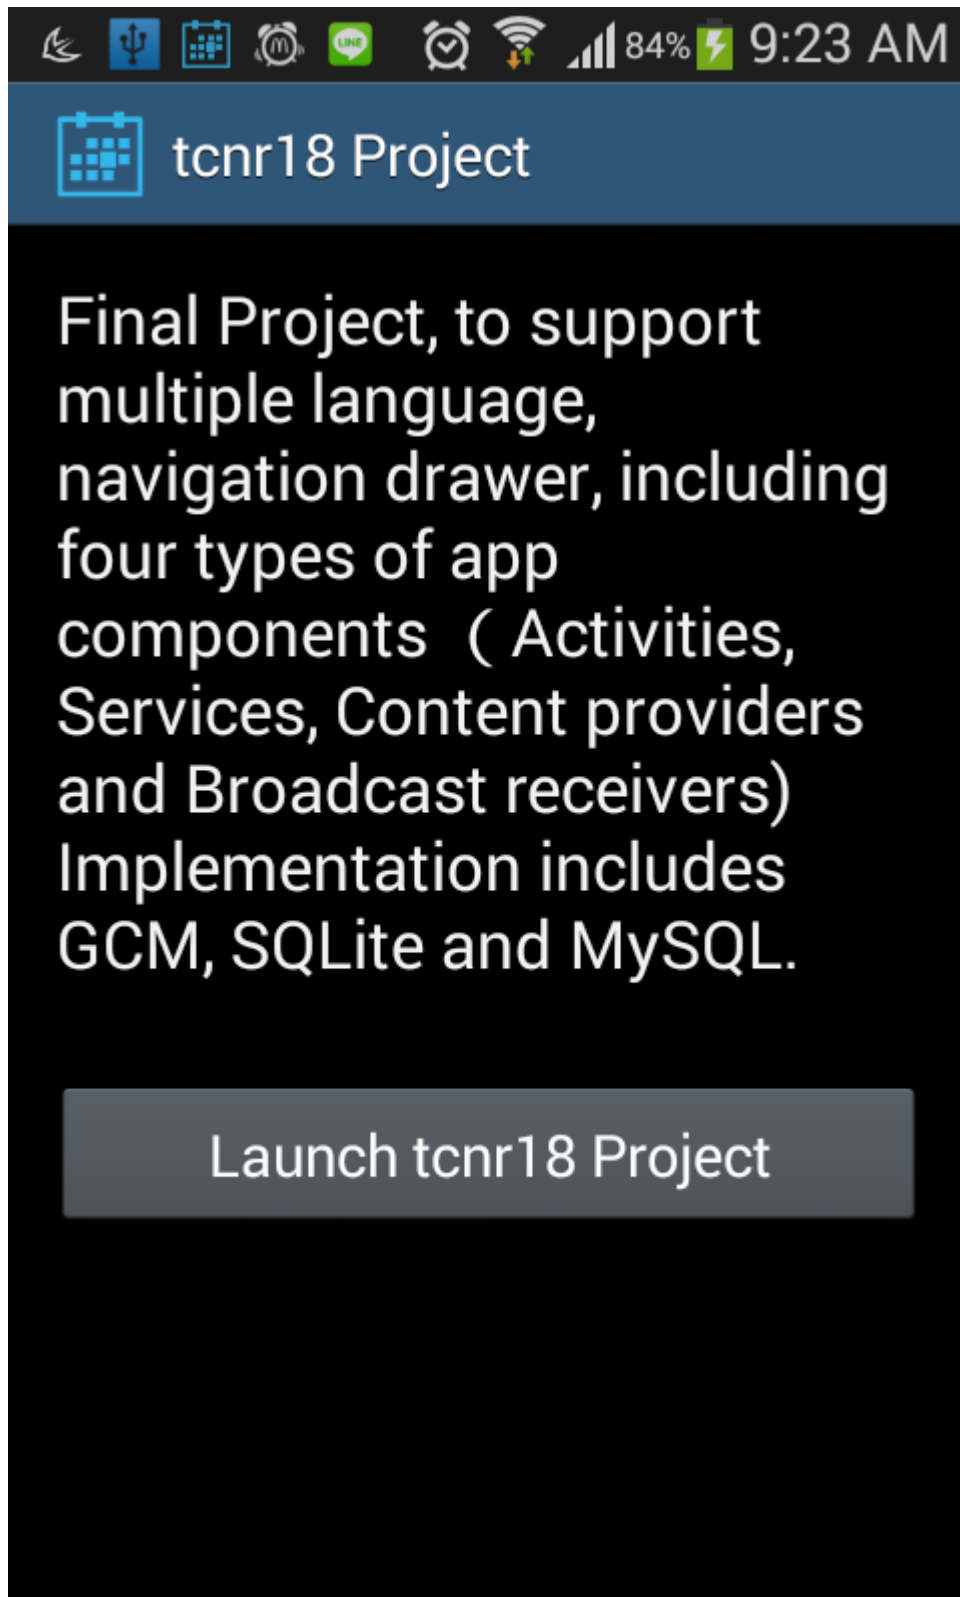 LINE 84% 9:23 AM
tcnr18 Project
Final Project, to support
multiple language,
navigation drawer, including
four types of app
components （ Activities,
Services, Content providers
and Broadcast receivers)
Implementation includes
GCM, SQLite and MySQL.
Launch tcnr18 Project